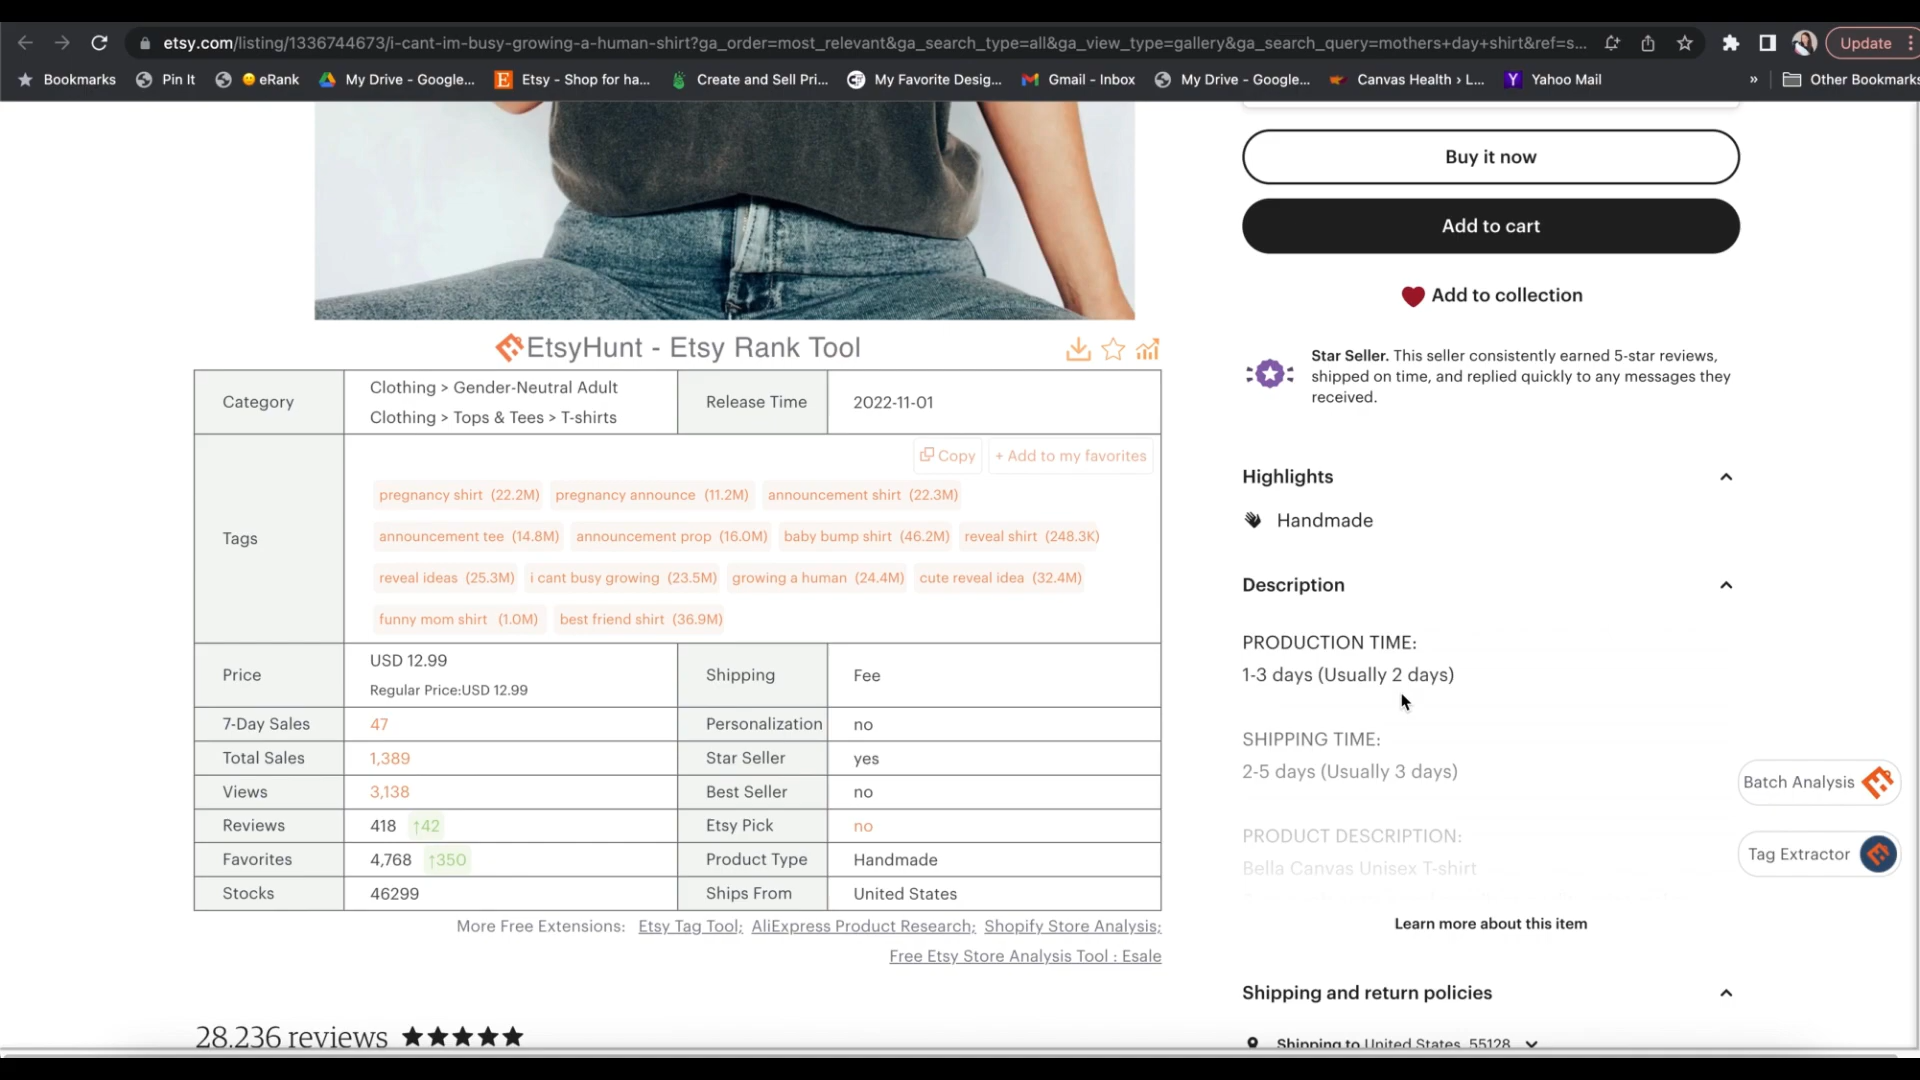 etsy.com/listing/1336744673/i-cant-im-busy-growing-a-human-shirt?ga_order=most_relevant&ga_search_type=all&ga_view_type=gallery&ga_search_query=mothers+day+shirt&ref=s...
Update
Bookmarks
Pin It
eRank
My Drive - Google...
Etsy - Shop for ha...
Create and Sell Pri...
My Favorite Desig...
Gmail - Inbox
My Drive - Google...
Canvas Health › L...
Yahoo Mail
»
Other Bookmarks
Buy it now
Add to cart
Add to collection
Star Seller. This seller consistently earned 5-star reviews,
shipped on time, and replied quickly to any messages they
received.
Highlights
Handmade
Description
PRODUCTION TIME:
1-3 days (Usually 2 days)
SHIPPING TIME:
2-5 days (Usually 3 days)
PRODUCT DESCRIPTION:
Bella Canvas Unisex T-shirt
Learn more about this item
Shipping and return policies
Shipping to United States, 55128
Batch Analysis
Tag Extractor
EtsyHunt - Etsy Rank Tool
Category
Clothing > Gender-Neutral Adult
Clothing > Tops & Tees > T-shirts
Release Time
2022-11-01
Tags
Copy
+ Add to my favorites
pregnancy shirt (22.2M) pregnancy announce (11.2M) announcement shirt (22.3M)
announcement tee (14.8M) announcement prop (16.0M) baby bump shirt (46.2M) reveal shirt (248.3K)
reveal ideas (25.3M) i cant busy growing (23.5M) growing a human (24.4M) cute reveal idea (32.4M)
funny mom shirt (1.0M) best friend shirt (36.9M)
Price
USD 12.99
Regular Price:USD 12.99
Shipping
Fee
7-Day Sales 47 Personalization no
Total Sales 1,389 Star Seller yes
Views 3,138 Best Seller no
Reviews 418 ↑42 Etsy Pick no
Favorites 4,768 ↑350 Product Type Handmade
Stocks 46299 Ships From United States
More Free Extensions: Etsy Tag Tool; AliExpress Product Research; Shopify Store Analysis;
Free Etsy Store Analysis Tool : Esale
28,236 reviews ★★★★★